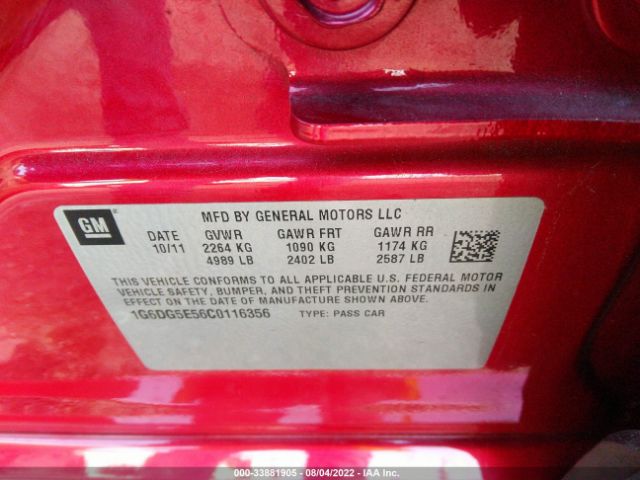 GM
MFD BY GENERAL MOTORS LLC
DATE GVWR GAWR FRT GAWR RR
10/11 2264 KG 1090 KG 1174 KG
4989 LB 2402 LB 2587 LB
THIS VEHICLE CONFORMS TO ALL APPLICABLE U.S. FEDERAL MOTOR
VEHICLE SAFETY, BUMPER, AND THEFT PREVENTION STANDARDS IN
EFFECT ON THE DATE OF MANUFACTURE SHOWN ABOVE.
1G6DG5E56C0116356 TYPE: PASS CAR
000-33881905 - 08/04/2022 - IAA Inc.